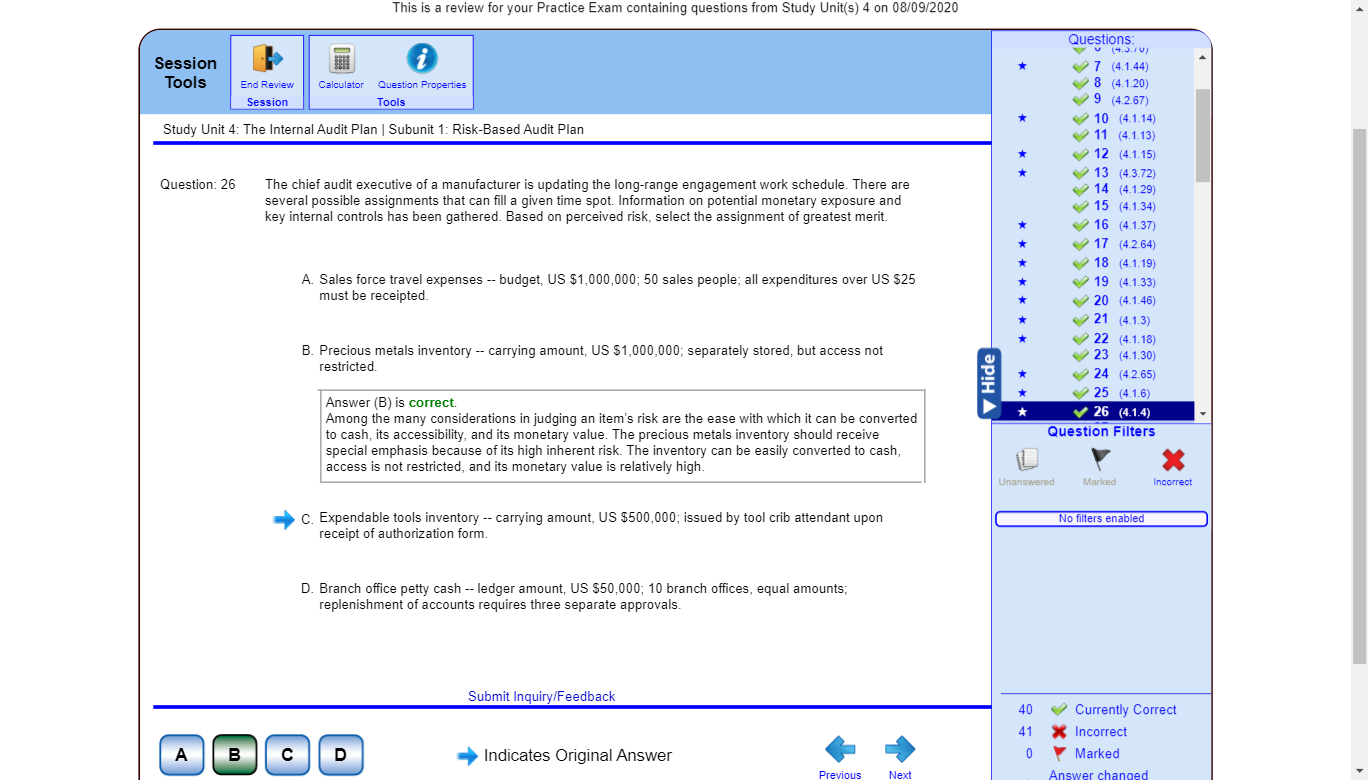 This is a review for your Practice Exam containing questions from Study Unit(s) 4 on 08/09/2020
Session
Tools
End Review
Session
Calculator
Question Properties
Tools
Study Unit 4: The Internal Audit Plan | Subunit 1: Risk-Based Audit Plan
Question: 26
The chief audit executive of a manufacturer is updating the long-range engagement work schedule. There are
several possible assignments that can fill a given time spot. Information on potential monetary exposure and
key internal controls has been gathered. Based on perceived risk, select the assignment of greatest merit.
A. Sales force travel expenses -- budget, US $1,000,000; 50 sales people; all expenditures over US $25
must be receipted.
B. Precious metals inventory -- carrying amount, US $1,000,000; separately stored, but access not
restricted.
Answer (B) is correct.
Among the many considerations in judging an item's risk are the ease with which it can be converted
to cash, its accessibility, and its monetary value. The precious metals inventory should receive
special emphasis because of its high inherent risk. The inventory can be easily converted to cash,
access is not restricted, and its monetary value is relatively high.
C. Expendable tools inventory -- carrying amount, US $500,000; issued by tool crib attendant upon
receipt of authorization form.
D. Branch office petty cash -- ledger amount, US $50,000; 10 branch offices, equal amounts;
replenishment of accounts requires three separate approvals.
Submit Inquiry/Feedback
A
B
C
D
Indicates Original Answer
Previous
Next
Hide
Questions:
7 (4.1.44)
8 (4.1.20)
9 (4.2.67)
10 (4.1.14)
11 (4.1.13)
12 (4.1.15)
13 (4.3.72)
14 (4.1.29)
15 (4.1.34)
16 (4.1.37)
17 (4.2.64)
18 (4.1.19)
19 (4.1.33)
20 (4.1.46)
21 (4.1.3)
22 (4.1.18)
23 (4.1.30)
24 (4.2.65)
25 (4.1.6)
26 (4.1.4)
Question Filters
Unanswered
Marked
Incorrect
No filters enabled
40 Currently Correct
41 Incorrect
0 Marked
Answer changed